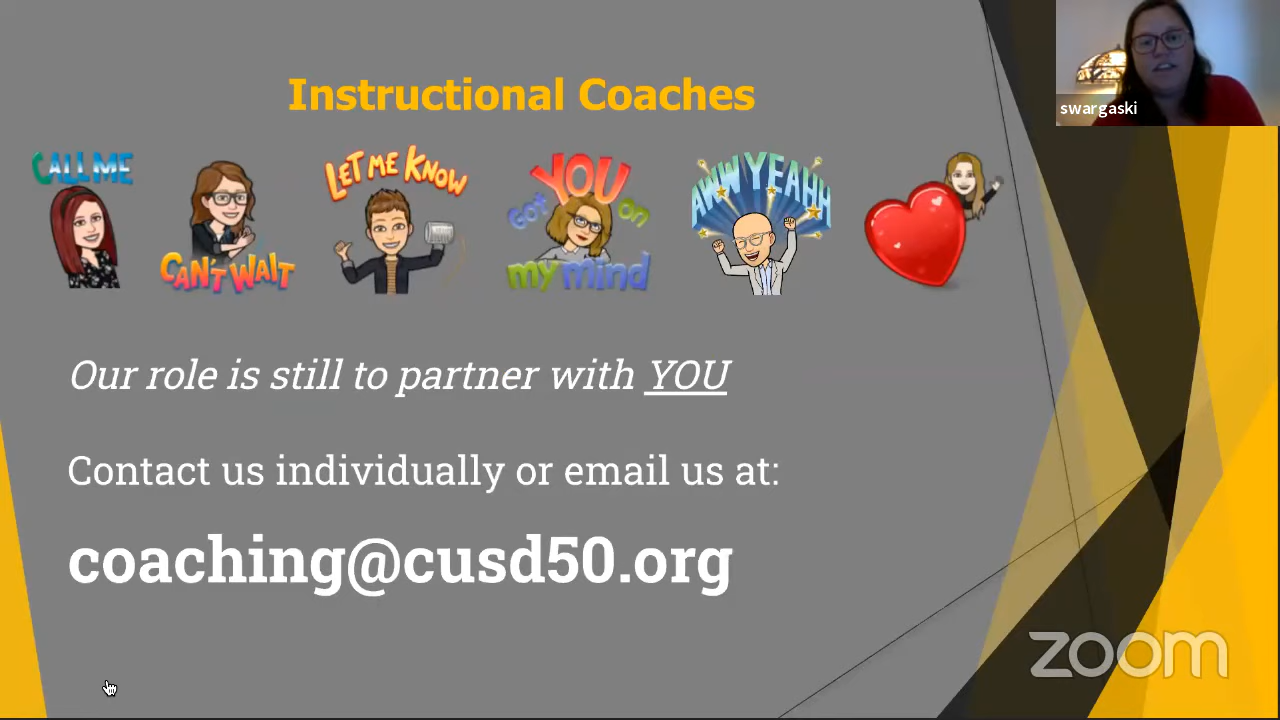 Instructional Coaches
swargaski
CALL ME
CAN'T WAIT
LET ME KNOW
YOU
GOT
on
my mind
AWW YEAHH
Our role is still to partner with YOU
Contact us individually or email us at:
coaching@cusd50.org
zoom